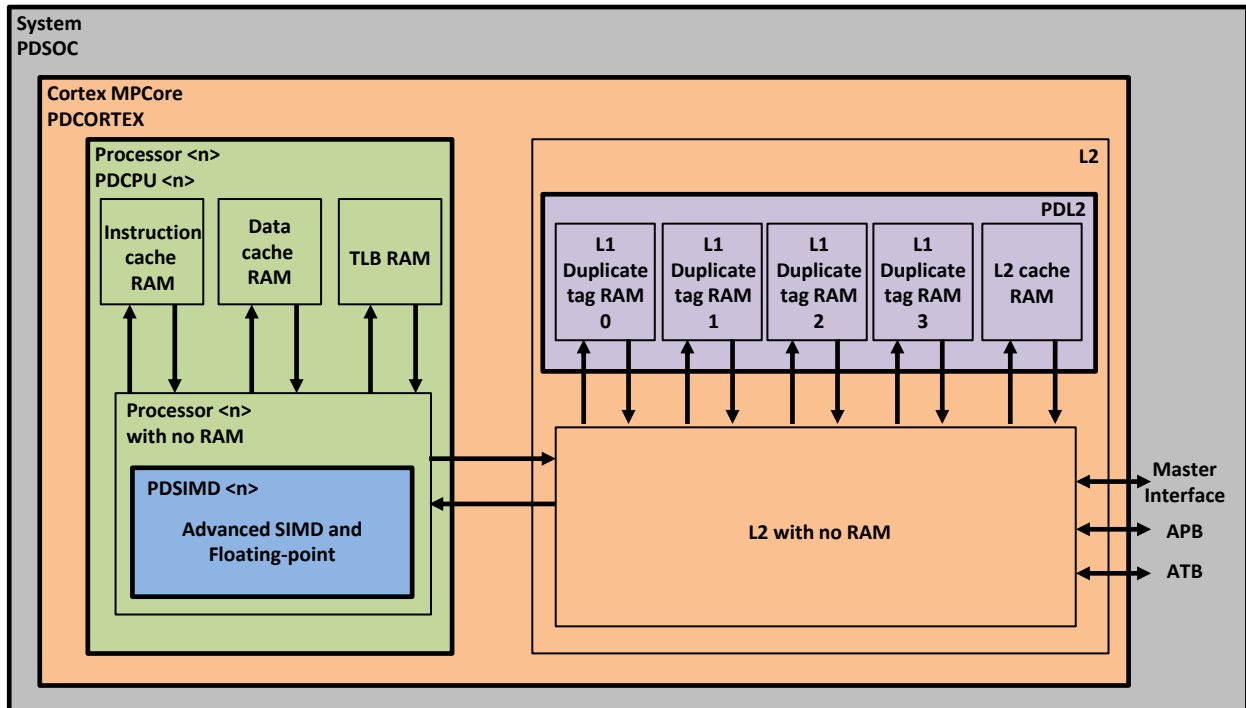 System
PDSOC
Cortex MPCore
PDCORTEX
Processor <n>
PDCPU <n>
Instruction
cache
RAM
Data
cache
RAM
TLB RAM
Processor <n>
with no RAM
PDSIMD <n>
Advanced SIMD and
Floating-point
L2
PDL2
L1
Duplicate
tag RAM
0
L1
Duplicate
tag RAM
1
L1
Duplicate
tag RAM
2
L1
Duplicate
tag RAM
3
L2 cache
RAM
L2 with no RAM
Master
Interface
APB
ATB